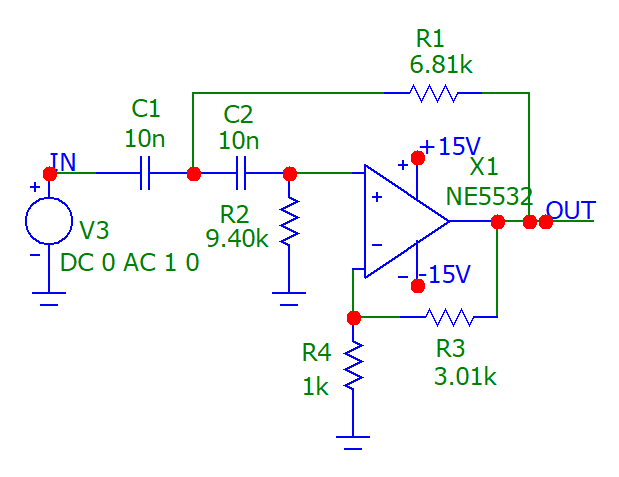 R1
6.81k
C1
10n
C2
10n
IN
+15V
X1
NE5532
R2
9.40k
OUT
V3
DC 0 AC 1 0
-15V
R3
3.01k
R4
1k